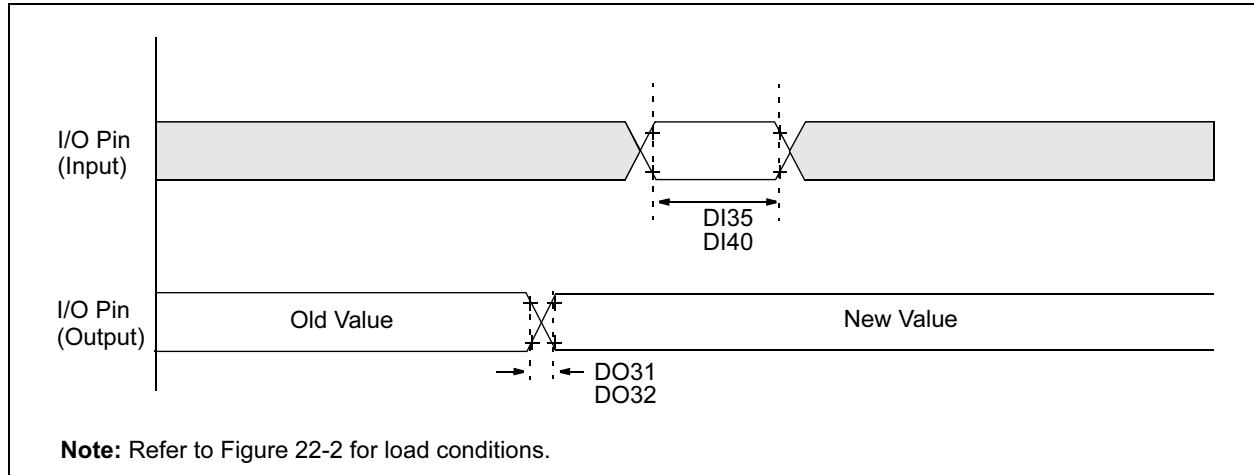 I/O Pin
(Input)
DI35
DI40
I/O Pin
(Output)
Old Value
New Value
DO31
DO32
Note: Refer to Figure 22-2 for load conditions.